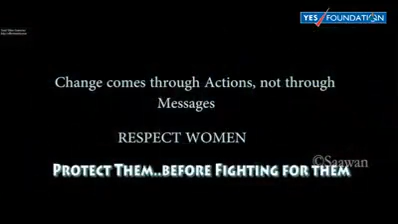 YES FOUNDATION
Change comes through Actions, not through
Messages
RESPECT WOMEN
©Saawan
PROTECT THEM..BEFORE FIGHTING FOR THEM